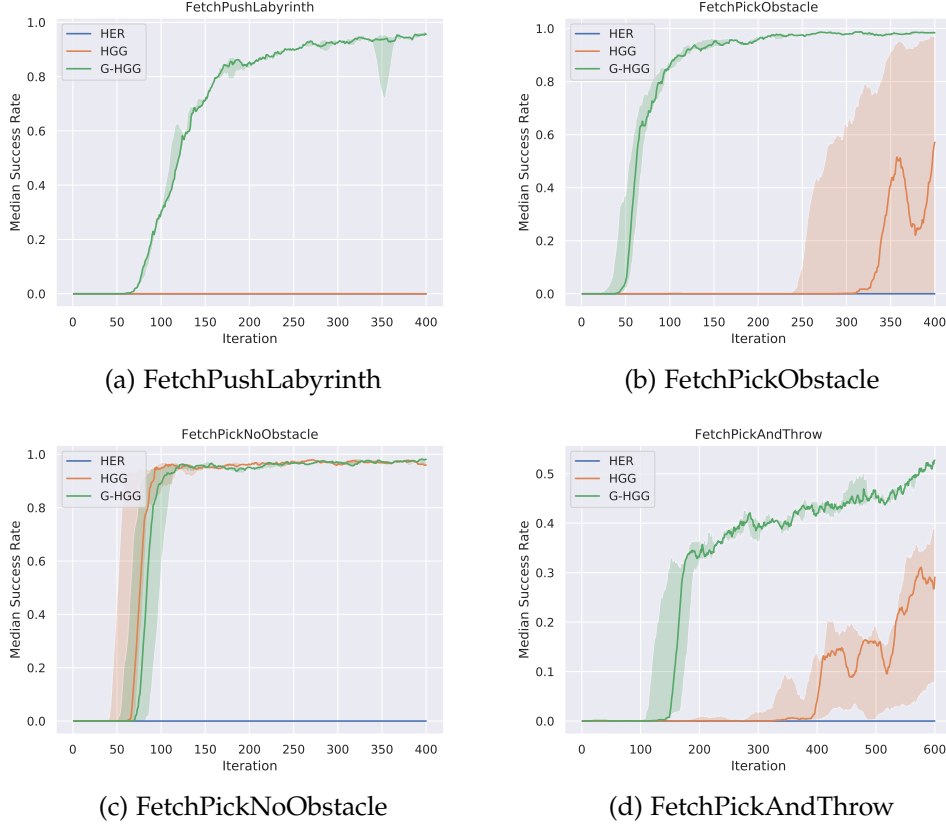 FetchPushLabyrinth
1.0
0.8
0.6
0.4
0.2
0.0
Median Success Rate
HER
HGG
G-HGG
0 50 100 150 200 250 300 350 400
Iteration
(a) FetchPushLabyrinth
FetchPickObstacle
1.0
0.8
0.6
0.4
0.2
0.0
Median Success Rate
HER
HGG
G-HGG
0 50 100 150 200 250 300 350 400
Iteration
(b) FetchPickObstacle
FetchPickNoObstacle
1.0
0.8
0.6
0.4
0.2
0.0
Median Success Rate
HER
HGG
G-HGG
0 50 100 150 200 250 300 350 400
Iteration
(c) FetchPickNoObstacle
FetchPickAndThrow
0.5
0.4
0.3
0.2
0.1
0.0
Median Success Rate
HER
HGG
G-HGG
0 100 200 300 400 500 600
Iteration
(d) FetchPickAndThrow